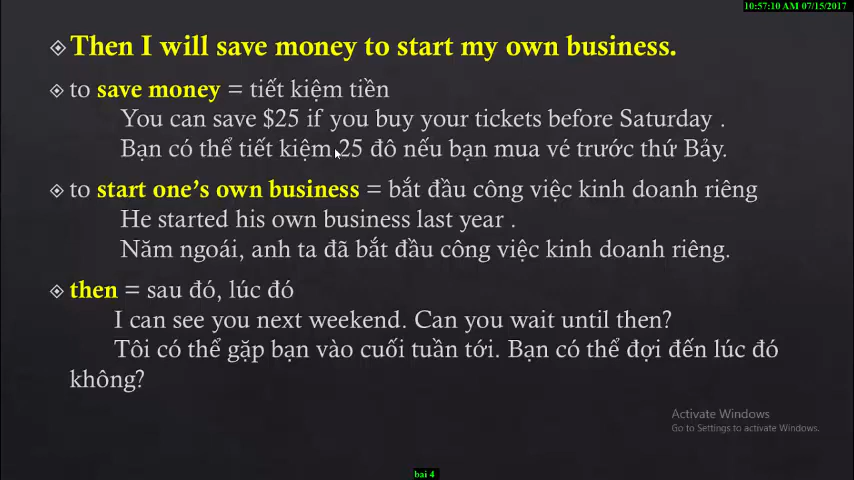 10:57:10 AM 07/15/2017
Then I will save money to start my own business.
to save money = tiết kiệm tiền
You can save $25 if you buy your tickets before Saturday .
Bạn có thể tiết kiệm 25 đô nếu bạn mua vé trước thứ Bảy.
to start one's own business = bắt đầu công việc kinh doanh riêng
He started his own business last year .
Năm ngoái, anh ta đã bắt đầu công việc kinh doanh riêng.
then = sau đó, lúc đó
I can see you next weekend. Can you wait until then?
Tôi có thể gặp bạn vào cuối tuần tới. Bạn có thể đợi đến lúc đó
không?
Activate Windows
Go to Settings to activate Windows.
bai 4